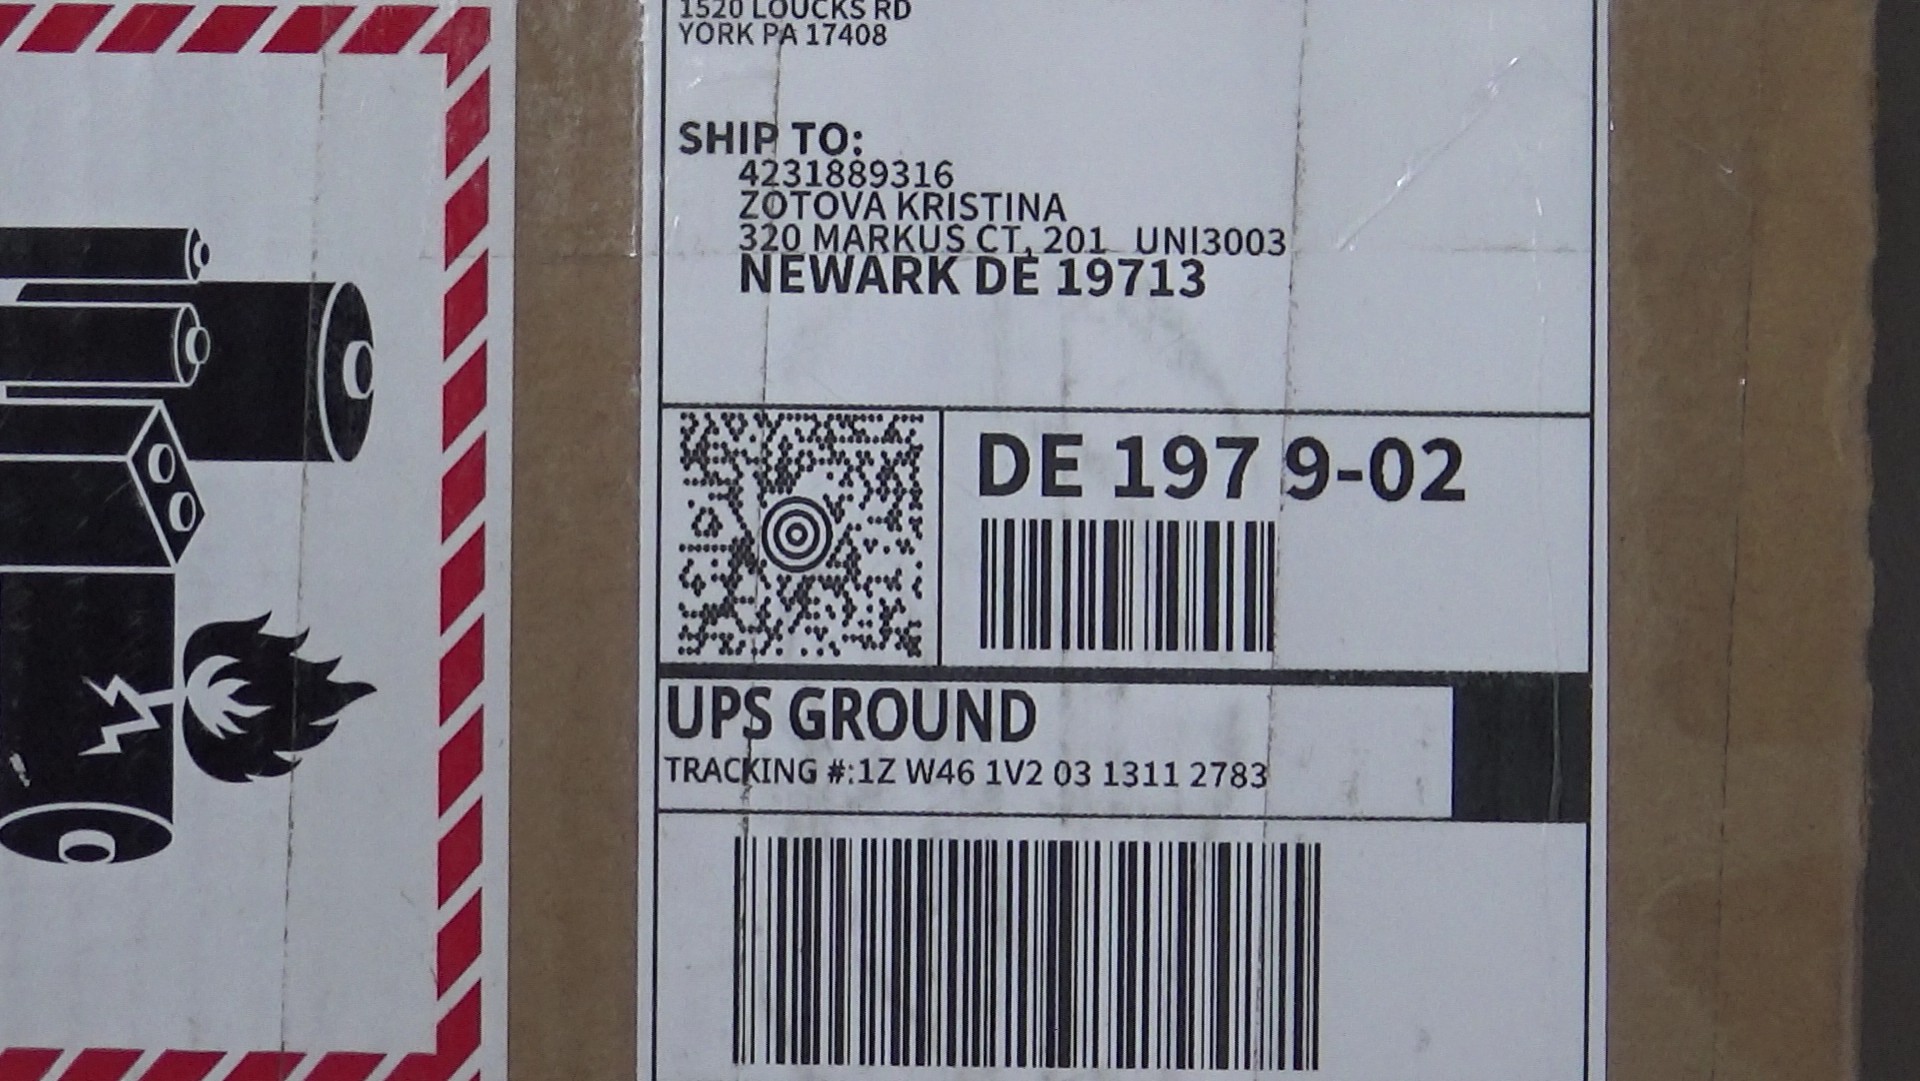 1520 LOUCKS RD
YORK PA 17408
SHIP TO:
4231889316
ZOTOVA KRISTINA
320 MARKUS CT, 201 UNI3003
NEWARK DE 19713
DE 197 9-02
UPS GROUND
TRACKING #:1Z W46 1V2 03 1311 2783